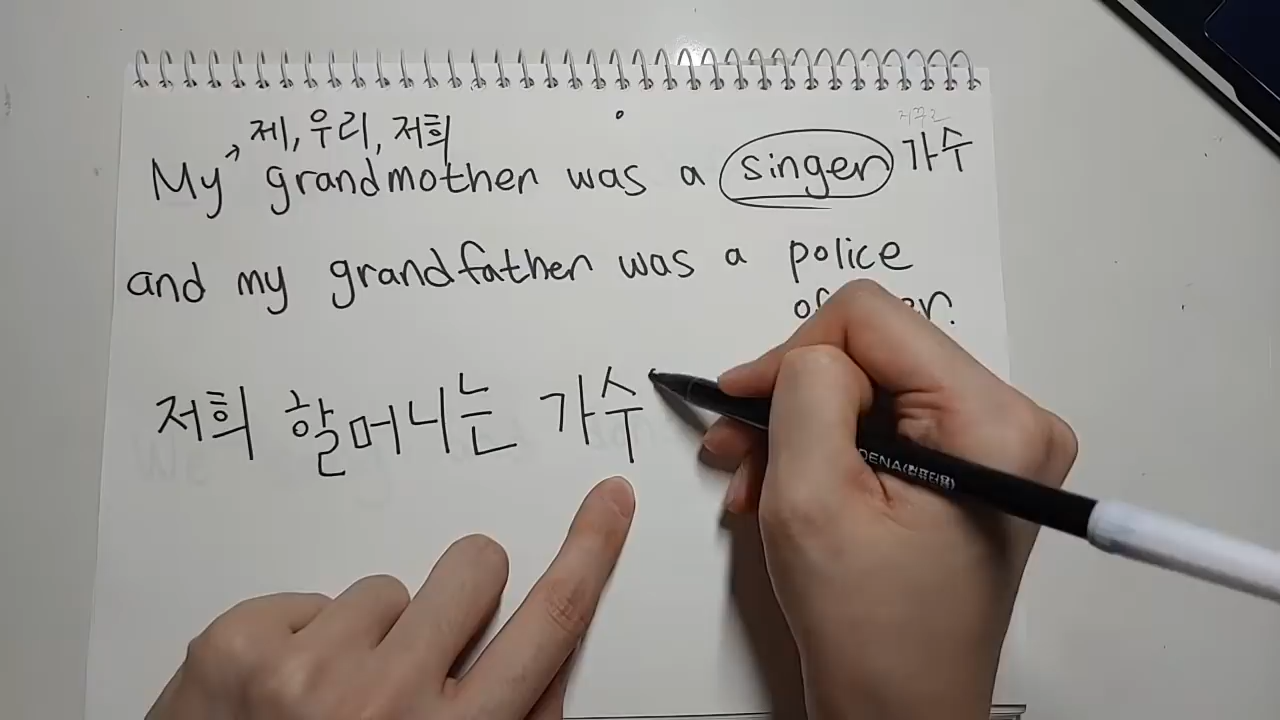 제, 우리, 저희
My grandmother was a singer 가수
and my grandfather was a police
저희 할머니는 가수